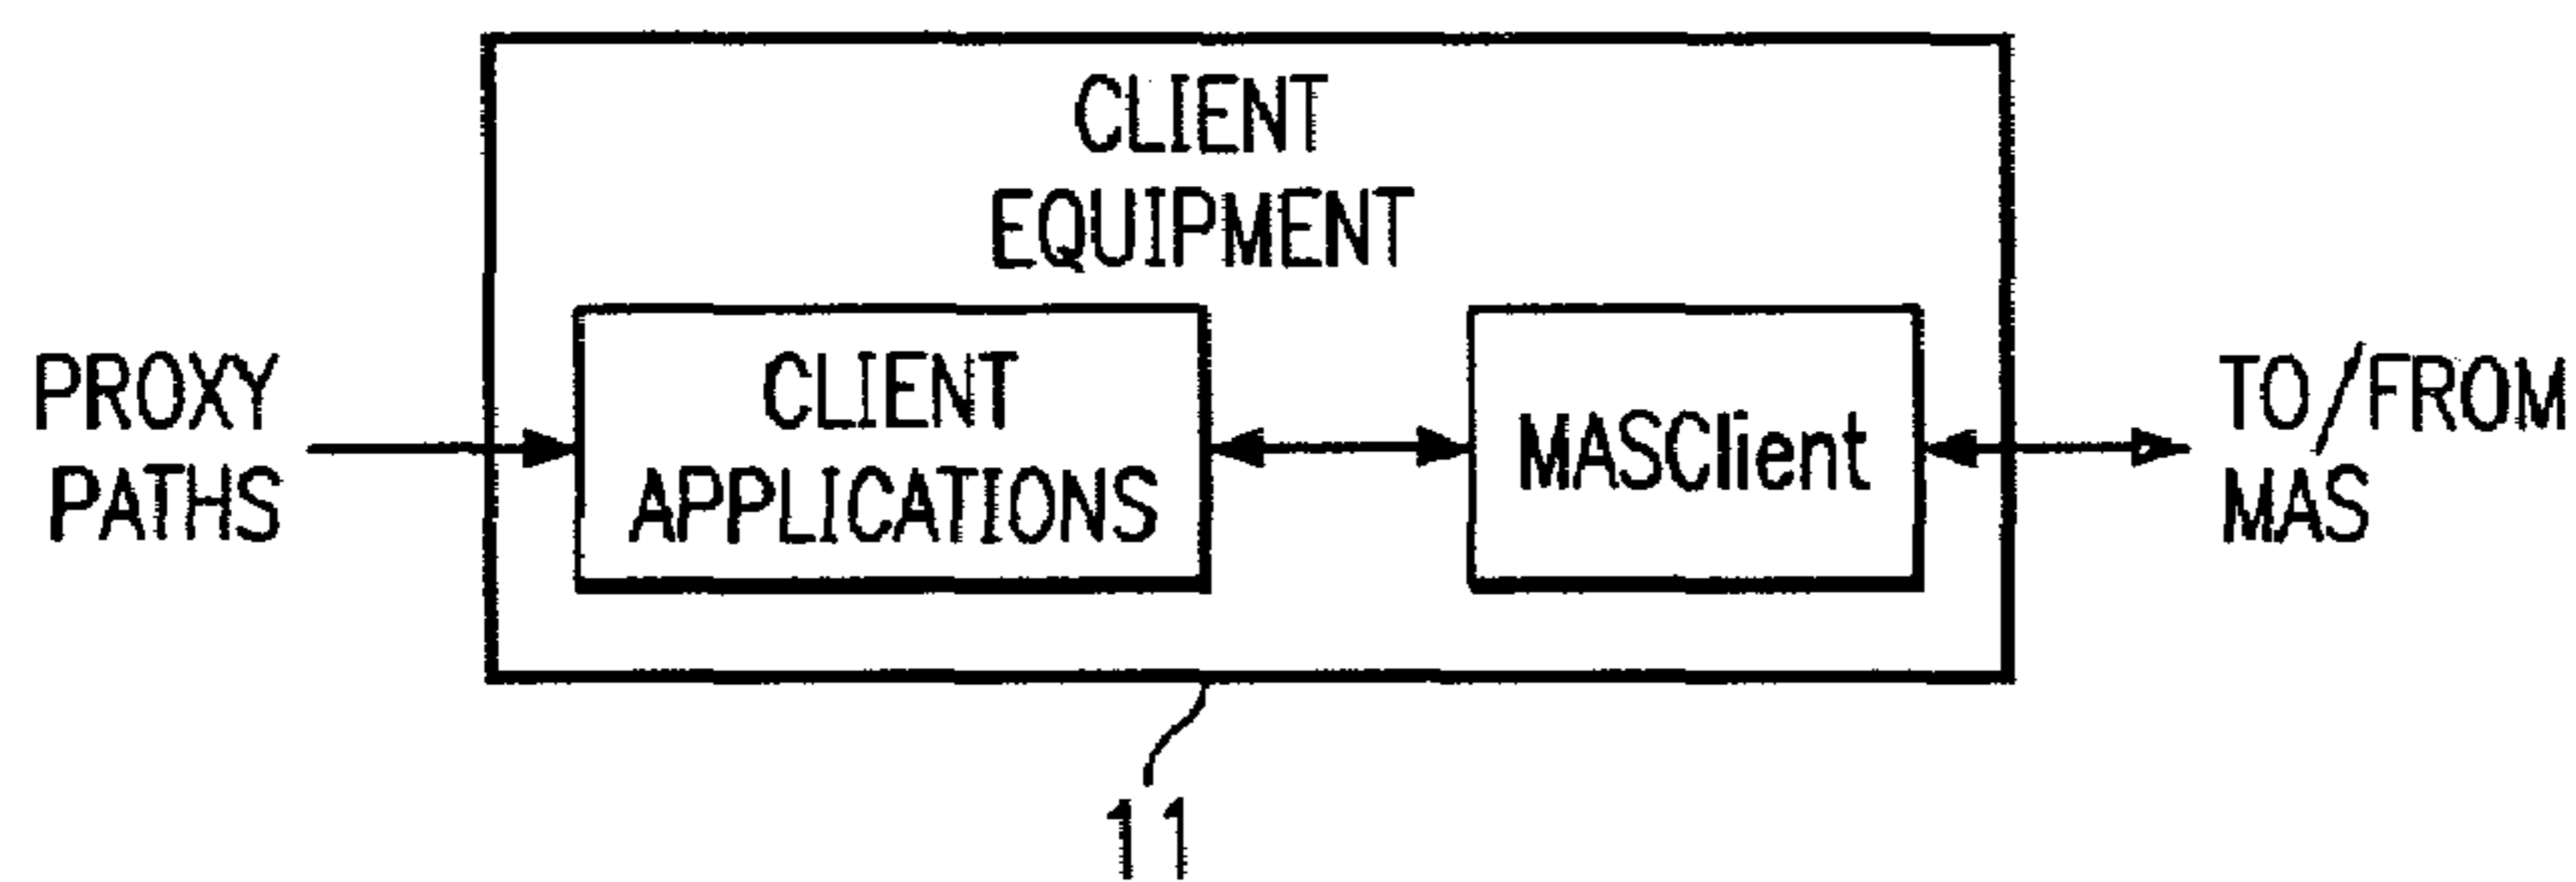 CLIENT
EQUIPMENT
PROXY
PATHS
CLIENT
APPLICATIONS
MASClient
TO/FROM
MAS
11